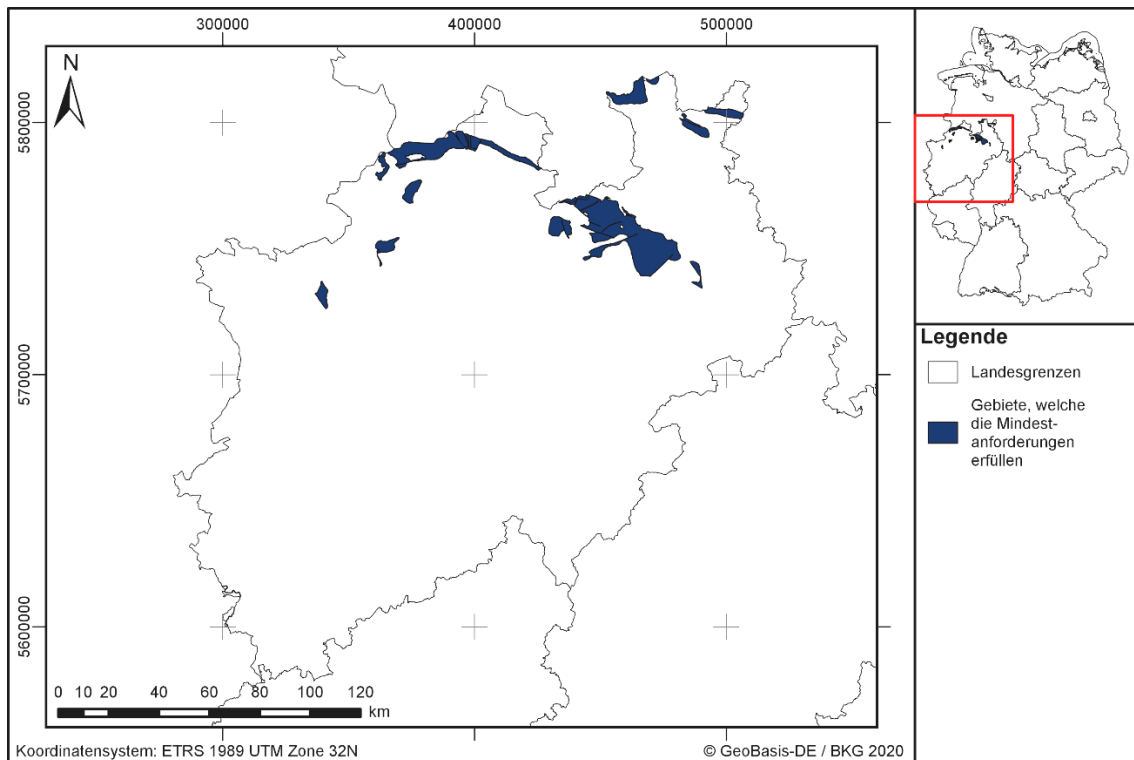 300000
400000
500000
N
5800000
5700000
5600000
Legende
Landesgrenzen
Gebiete, welche
die Mindest-
anforderungen
erfüllen
0 10 20 40 60 80 100 120
km
Koordinatensystem: ETRS 1989 UTM Zone 32N
© GeoBasis-DE / BKG 2020